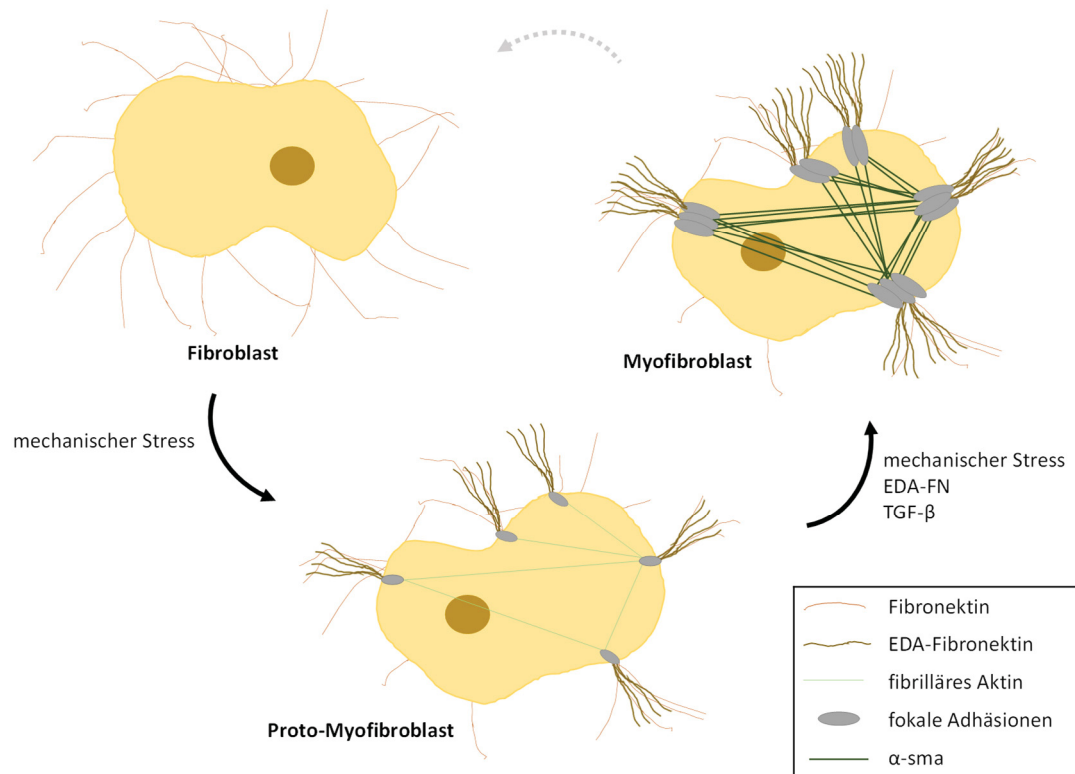 Fibroblast
Myofibroblast
mechanischer Stress
mechanischer Stress
EDA-FN
TGF-β
Proto-Myofibroblast
Fibronektin
EDA-Fibronektin
fibrilläres Aktin
fokale Adhäsionen
α-sma